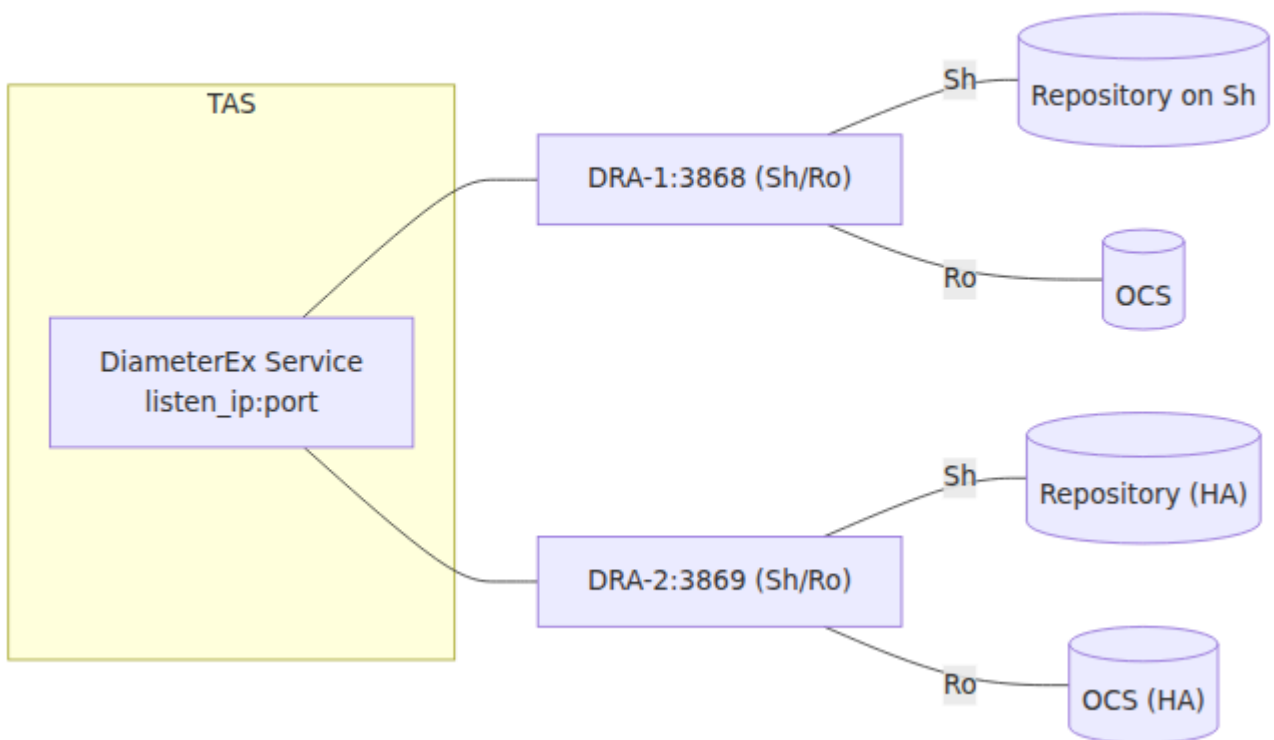 TAS
DiameterEx Service
listen_ip:port
DRA-1:3868 (Sh/Ro)
Sh
Repository on Sh
Ro
OCS
DRA-2:3869 (Sh/Ro)
Sh
Repository (HA)
Ro
OCS (HA)